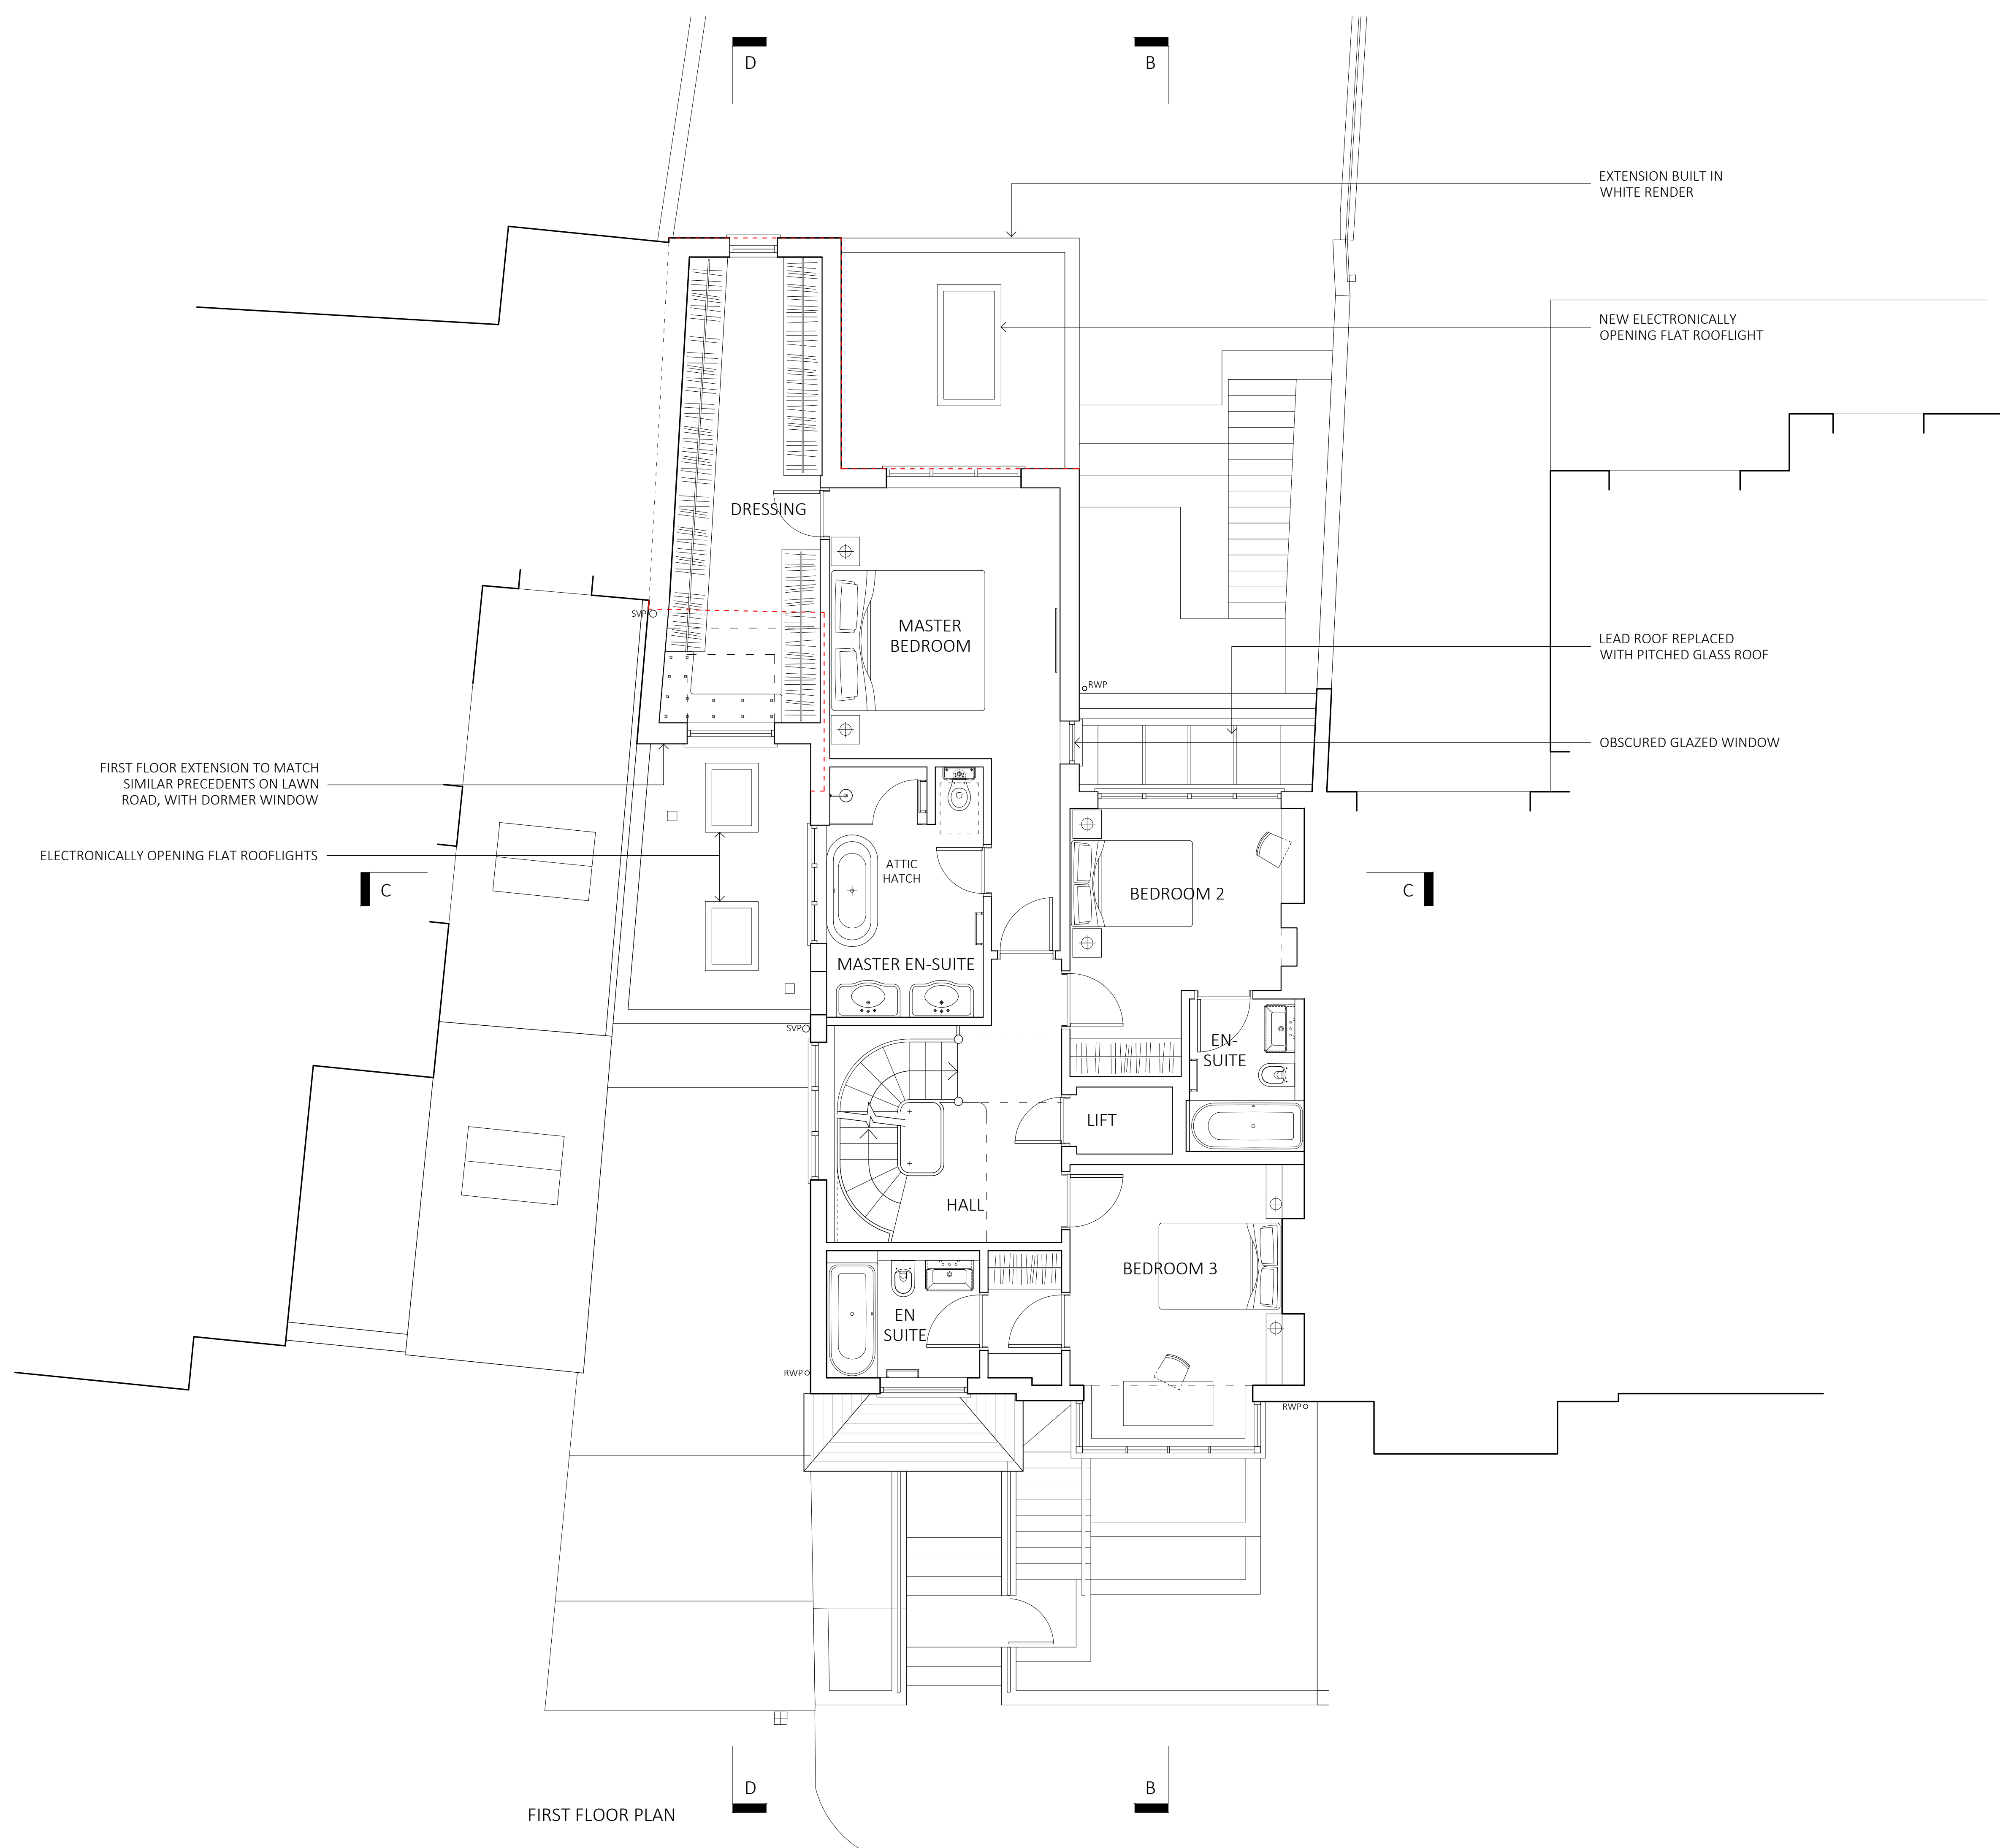 D
B
EXTENSION BUILT IN
WHITE RENDER
NEW ELECTRONICALLY
OPENING FLAT ROOFLIGHT
DRESSING
SVP
MASTER
BEDROOM
LEAD ROOF REPLACED
WITH PITCHED GLASS ROOF
RWP
OBSCURED GLAZED WINDOW
FIRST FLOOR EXTENSION TO MATCH
SIMILAR PRECEDENTS ON LAWN
ROAD, WITH DORMER WINDOW
ELECTRONICALLY OPENING FLAT ROOFLIGHTS
ATTIC
HATCH
C
BEDROOM 2
C
MASTER EN-SUITE
SVP
EN-
SUITE
LIFT
HALL
BEDROOM 3
EN
SUITE
RWP
RWP
D
B
FIRST FLOOR PLAN